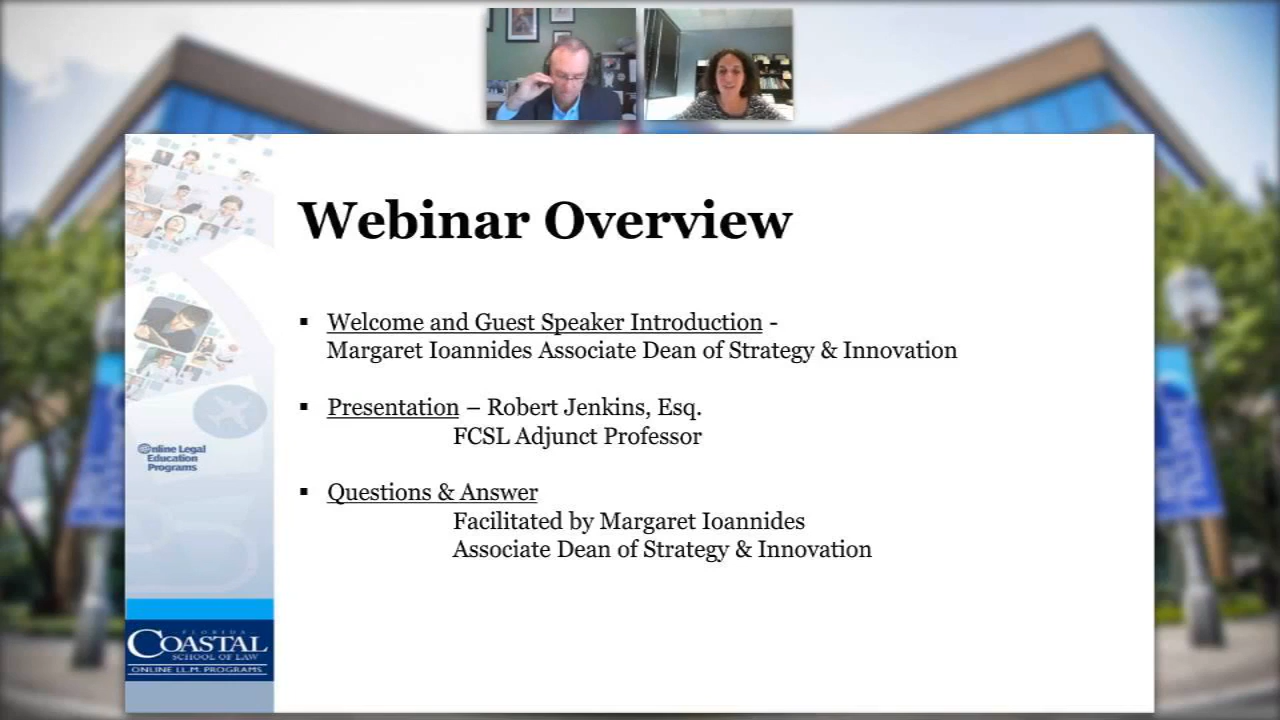 Webinar Overview
Welcome and Guest Speaker Introduction -
Margaret Ioannides Associate Dean of Strategy & Innovation
Presentation – Robert Jenkins, Esq.
FCSL Adjunct Professor
Questions & Answer
Facilitated by Margaret Ioannides
Associate Dean of Strategy & Innovation
Online Legal
Education
Programs
FLORIDA
COASTAL
SCHOOL OF LAW
ONLINE LL.M. PROGRAMS